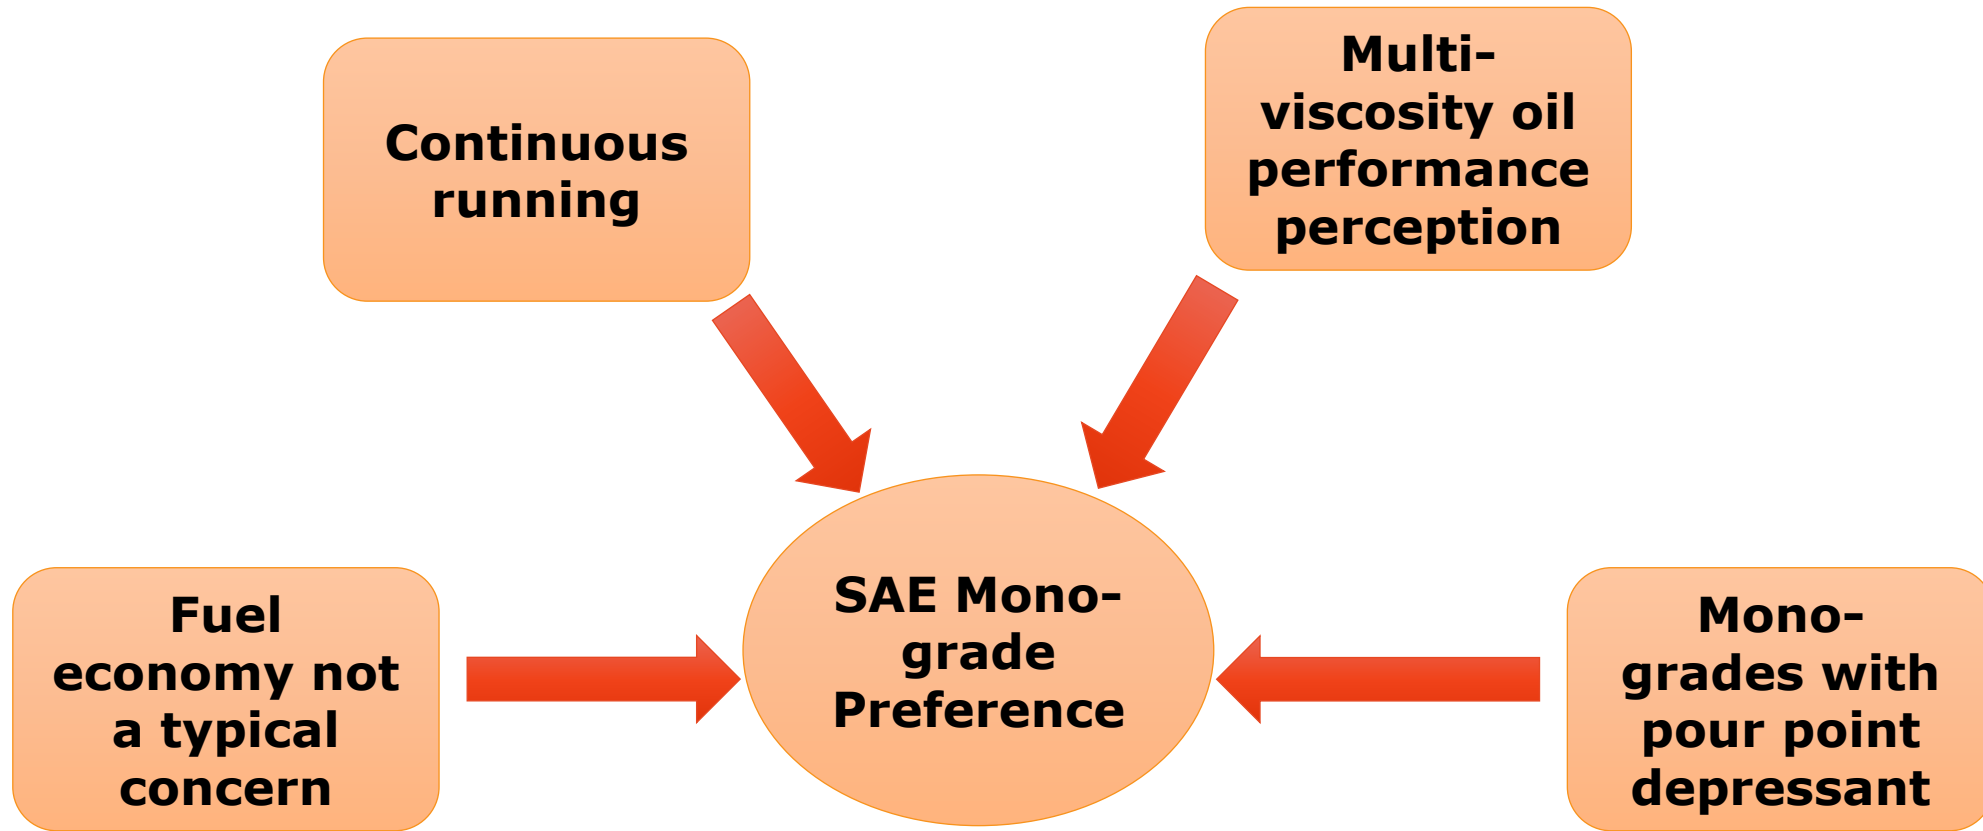 Continuous
running
Multi–
viscosity oil
performance
perception
Fuel
economy not
a typical
concern
SAE Mono–
grade
Preference
Mono–
grades with
pour point
depressant